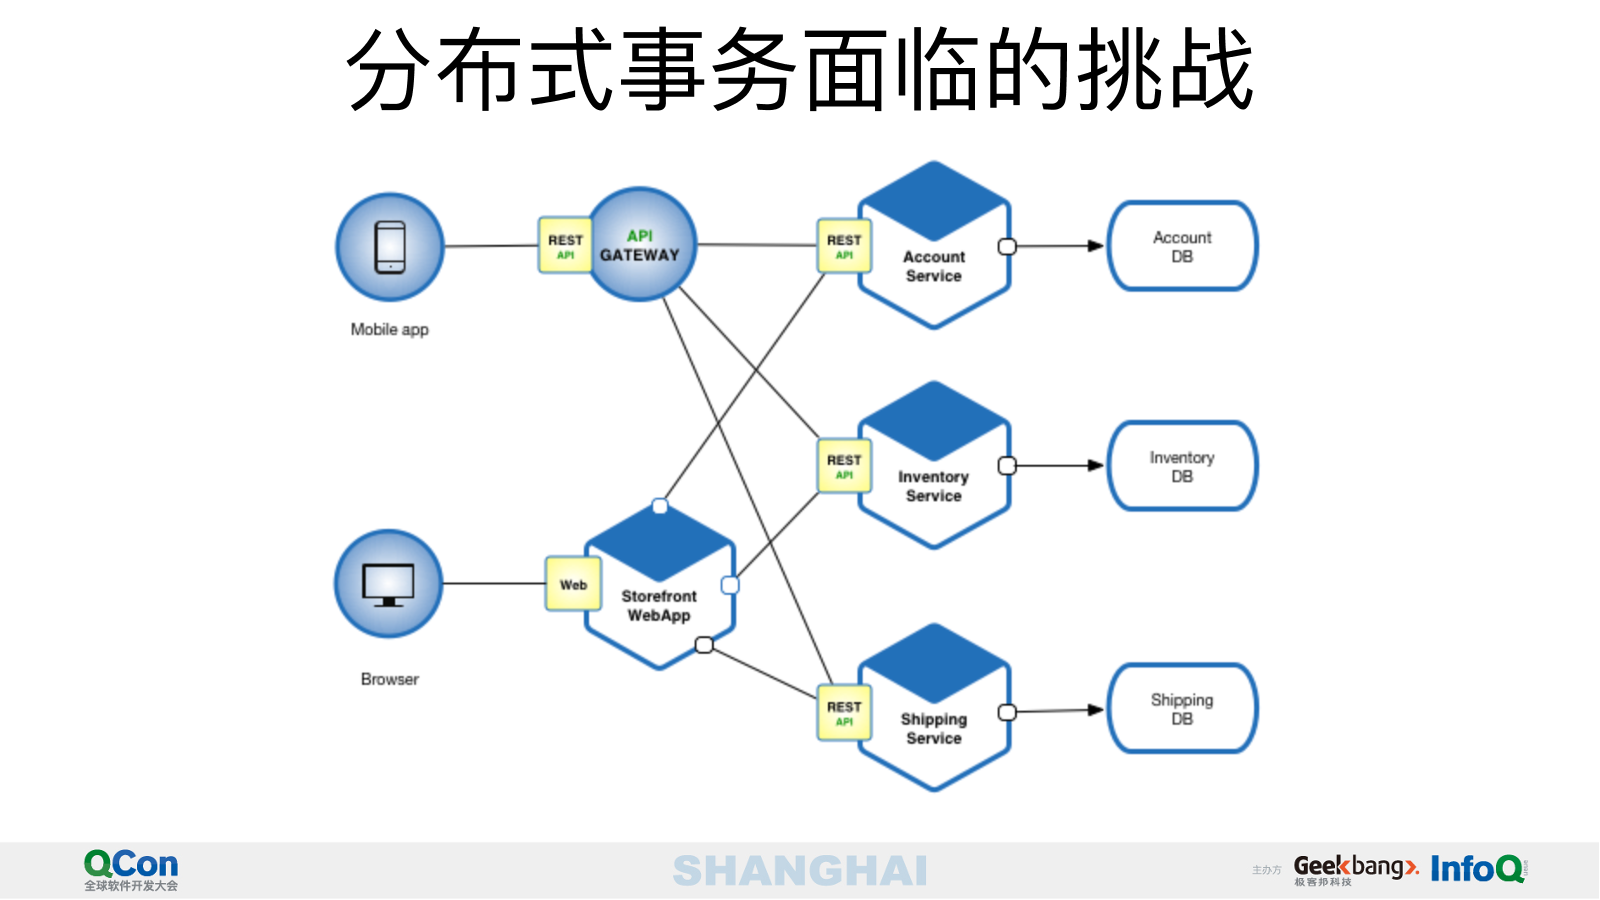 分布式事务面临的挑战
Mobile app
REST
API
API
GATEWAY
REST
API
Account
Service
Account
DB
REST
API
Inventory
Service
Inventory
DB
Browser
Web
Storefront
WebApp
REST
API
Shipping
Service
Shipping
DB
QCon
全球软件开发大会
SHANGHAI
主办方
Geekbang>.
极客邦科技
InfoQ